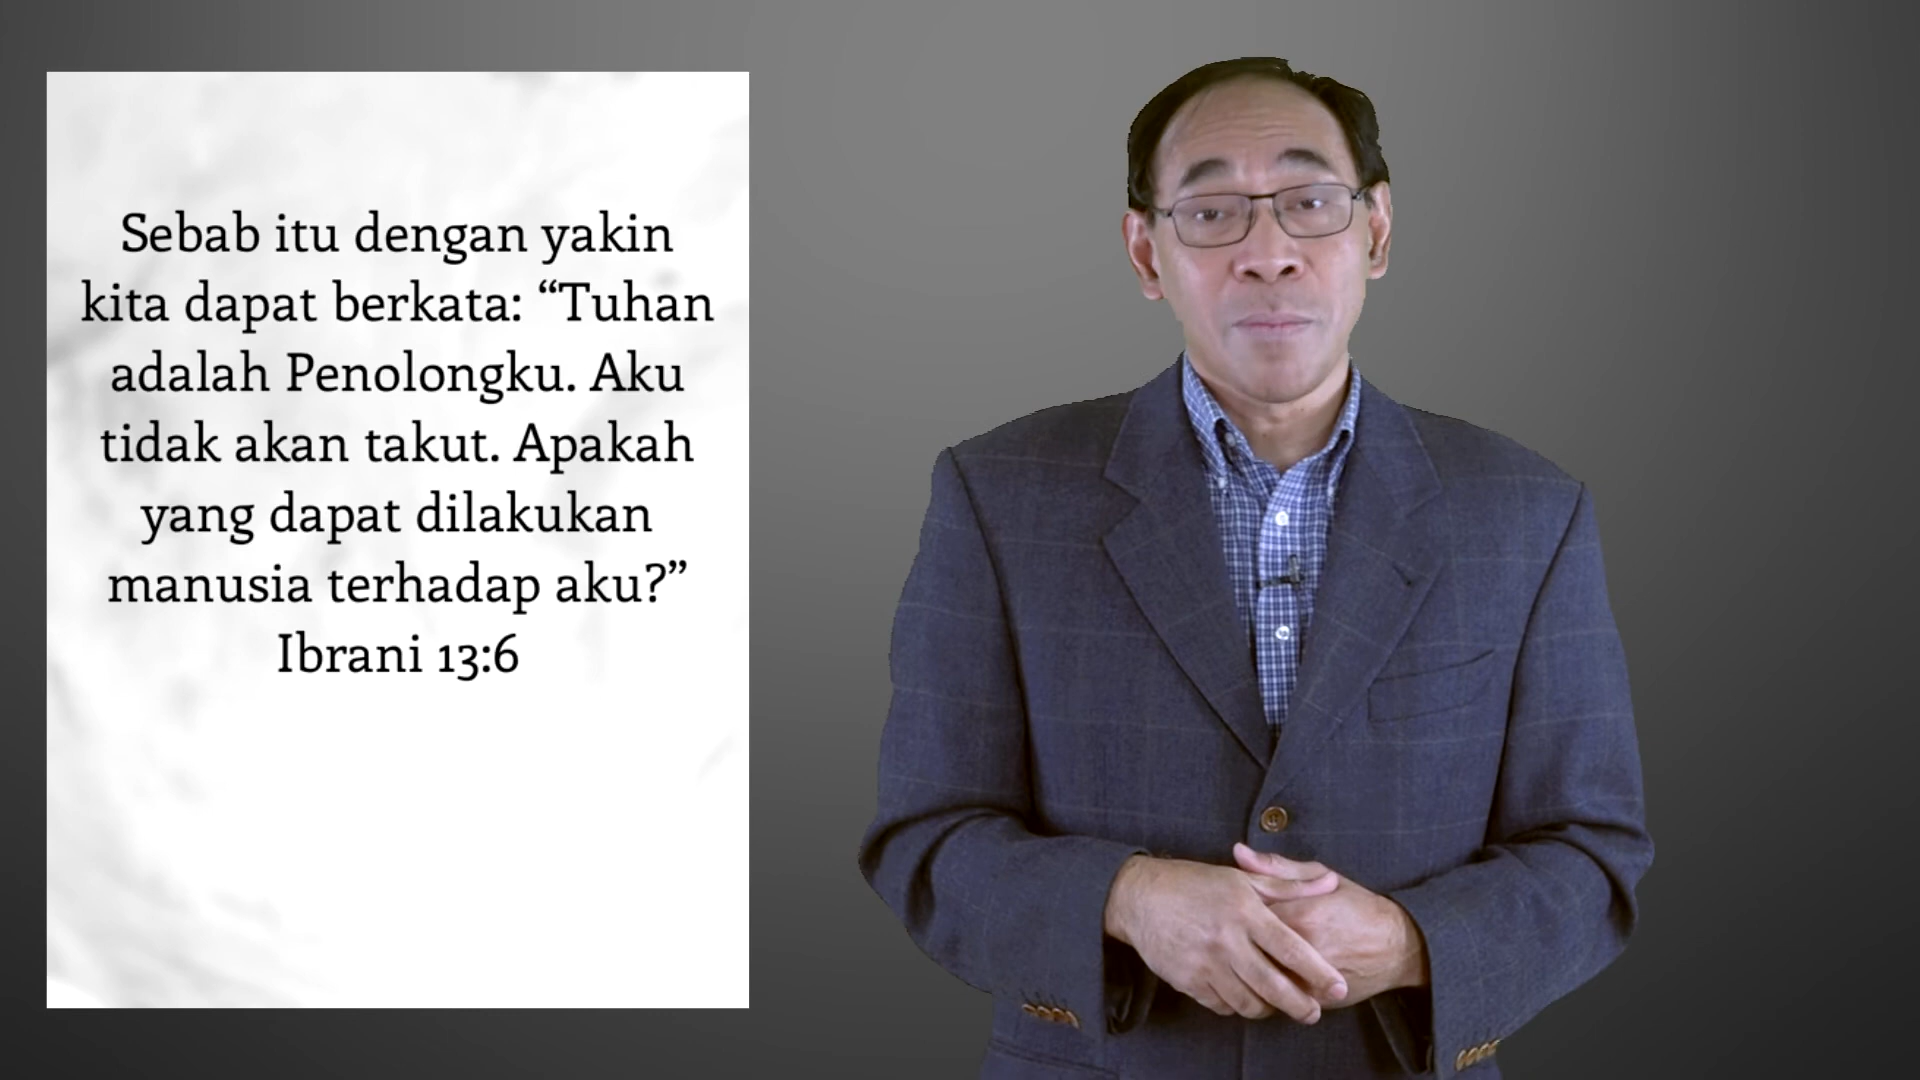 Sebab itu dengan yakin
kita dapat berkata: “Tuhan
adalah Penolongku. Aku
tidak akan takut. Apakah
yang dapat dilakukan
manusia terhadap aku?”
Ibrani 13:6